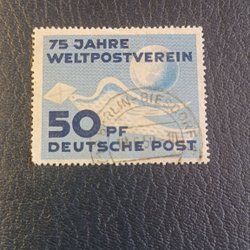 75 JAHRE
WELTPOSTVEREIN
50 PF
DEUTSCHE POST